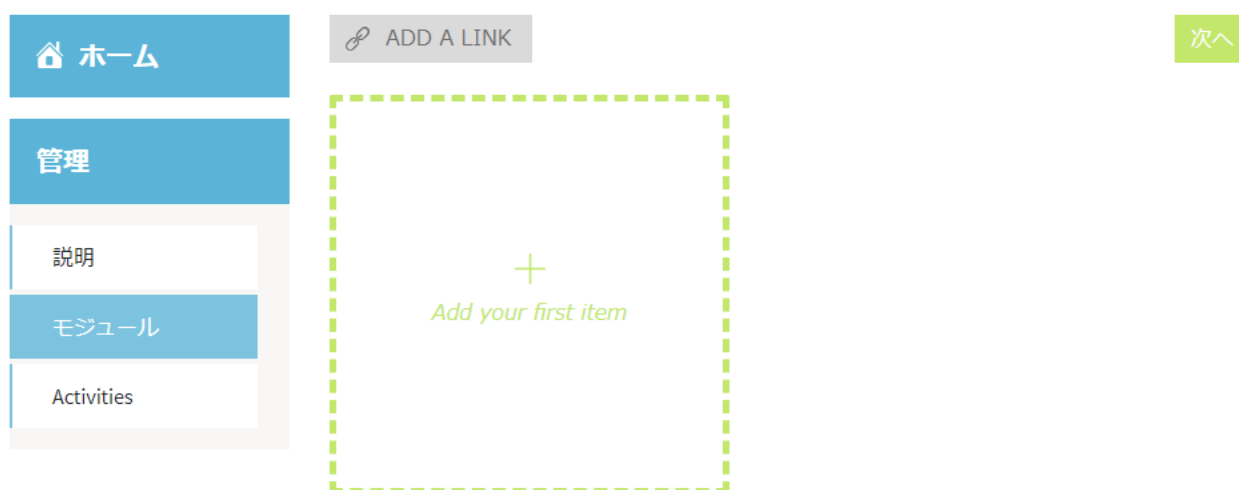 ホーム
管理
説明
モジュール
Activities
ADD A LINK
次へ
Add your first item